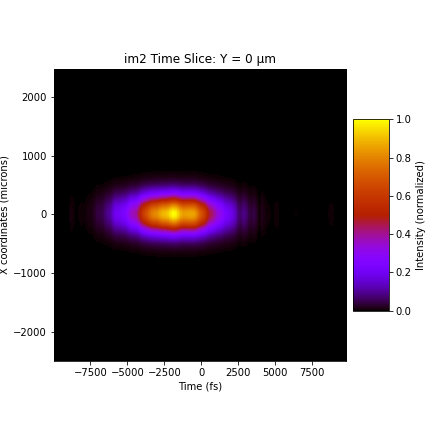 im2 Time Slice: Y = 0 μm
X coordinates (microns)
2000
1000
0
−1000
−2000
−7500 −5000 −2500 0 2500 5000 7500
Time (fs)
1.0
0.8
0.6
0.4
0.2
0.0
Intensity (normalized)